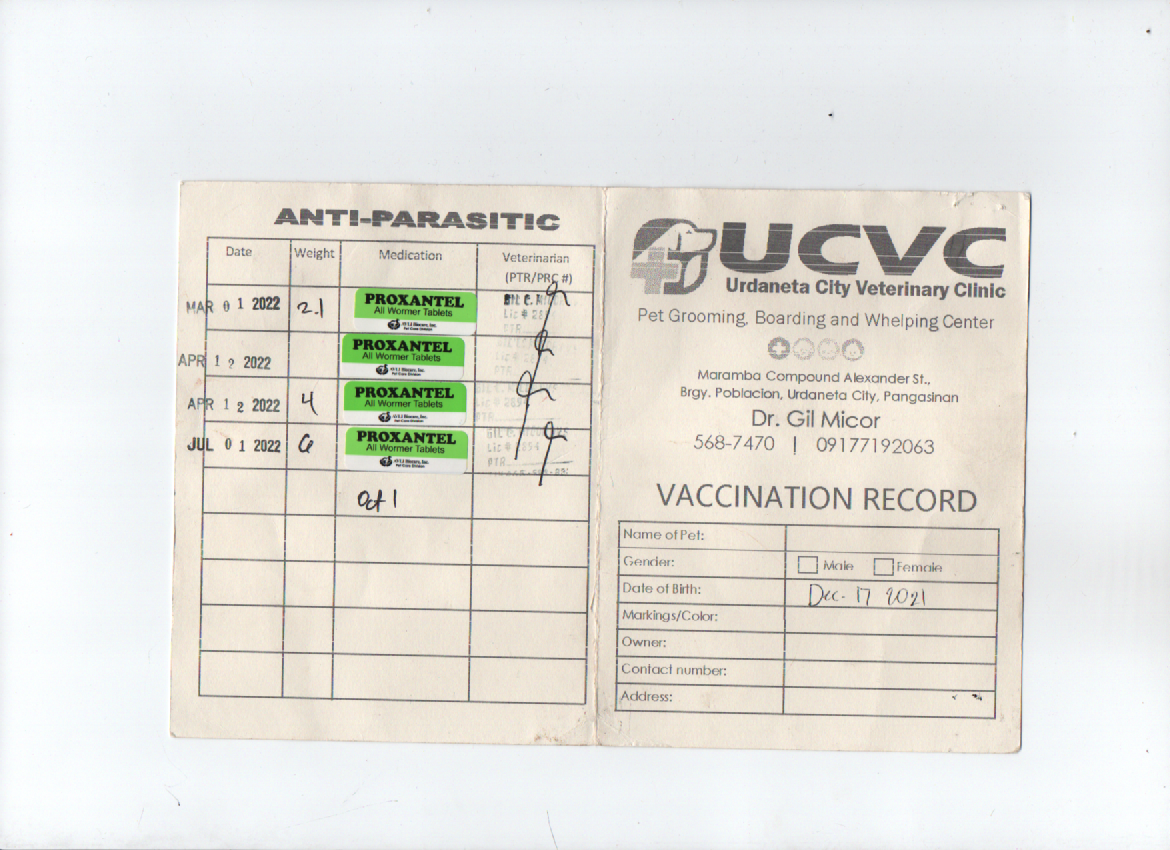 ANTI-PARASITIC
Date Weight Medication Veterinarian
(PTR/PRC #)
MAR 01 2022 2.1 PROXANTEL
All Wormer Tablets
APR 12 2022 PROXANTEL
All Wormer Tablets
APR 12 2022 4 PROXANTEL
All Wormer Tablets
JUL 01 2022 6 PROXANTEL
All Wormer Tablets
Oct 1
UCVC
Urdaneta City Veterinary Clinic
Pet Grooming, Boarding and Whelping Center
Maramba Compound Alexander St.,
Brgy. Poblacion, Urdaneta City, Pangasinan
Dr. Gil Micor
568-7470 | 09177192063
VACCINATION RECORD
Name of Pet:
Gender: Male Female
Date of Birth: Dec. 17 2021
Markings/Color:
Owner:
Contact number:
Address: